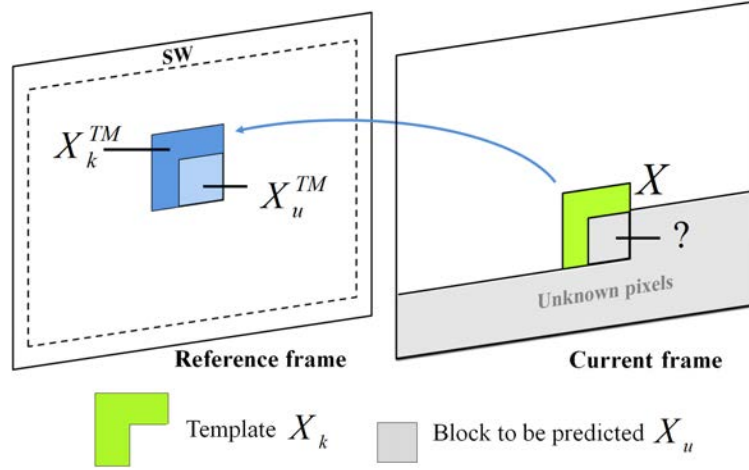 SW
X_k^{TM}
X_u^{TM}
X
?
Unknown pixels
Reference frame
Current frame
Template X_k
Block to be predicted X_u